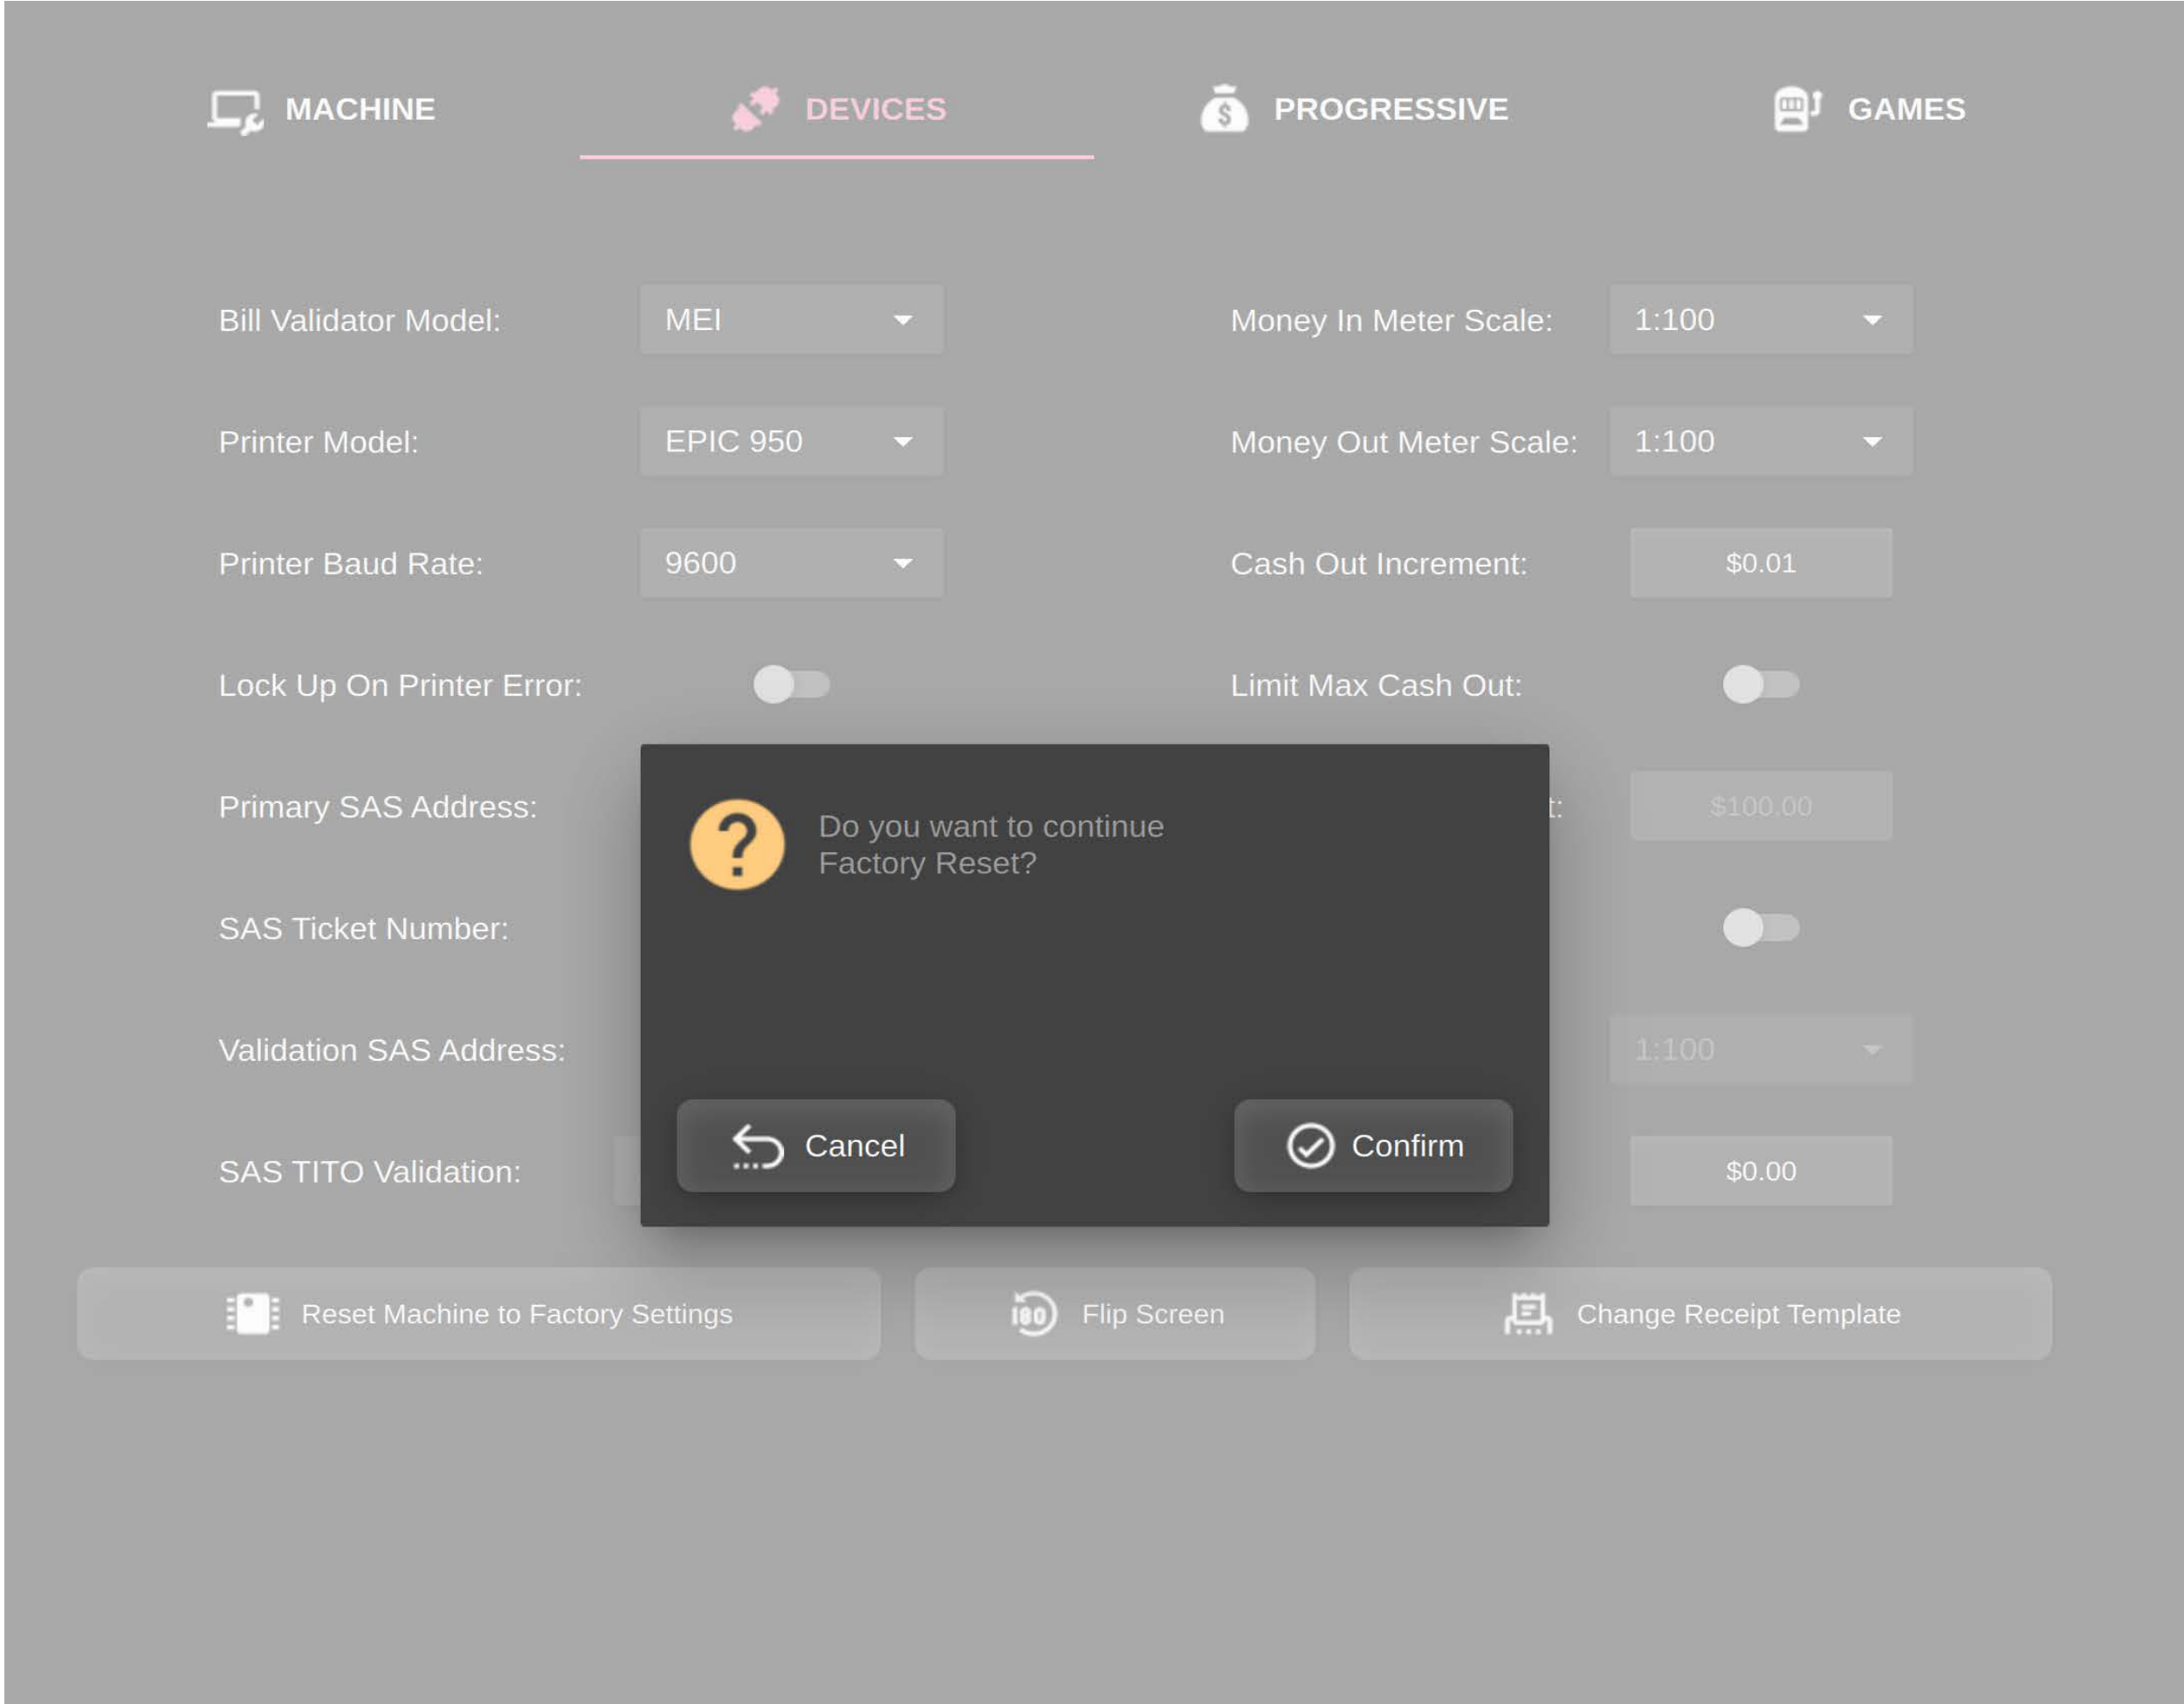 MACHINE DEVICES PROGRESSIVE GAMES
Bill Validator Model: MEI Money In Meter Scale: 1:100
Printer Model: EPIC 950 Money Out Meter Scale: 1:100
Printer Baud Rate: 9600 Cash Out Increment: $0.01
Lock Up On Printer Error: Limit Max Cash Out:
Primary SAS Address: t: $100.00
Do you want to continue
Factory Reset?
SAS Ticket Number:
Validation SAS Address: 1:100
SAS TITO Validation: $0.00
Cancel Confirm
Reset Machine to Factory Settings 180 Flip Screen Change Receipt Template